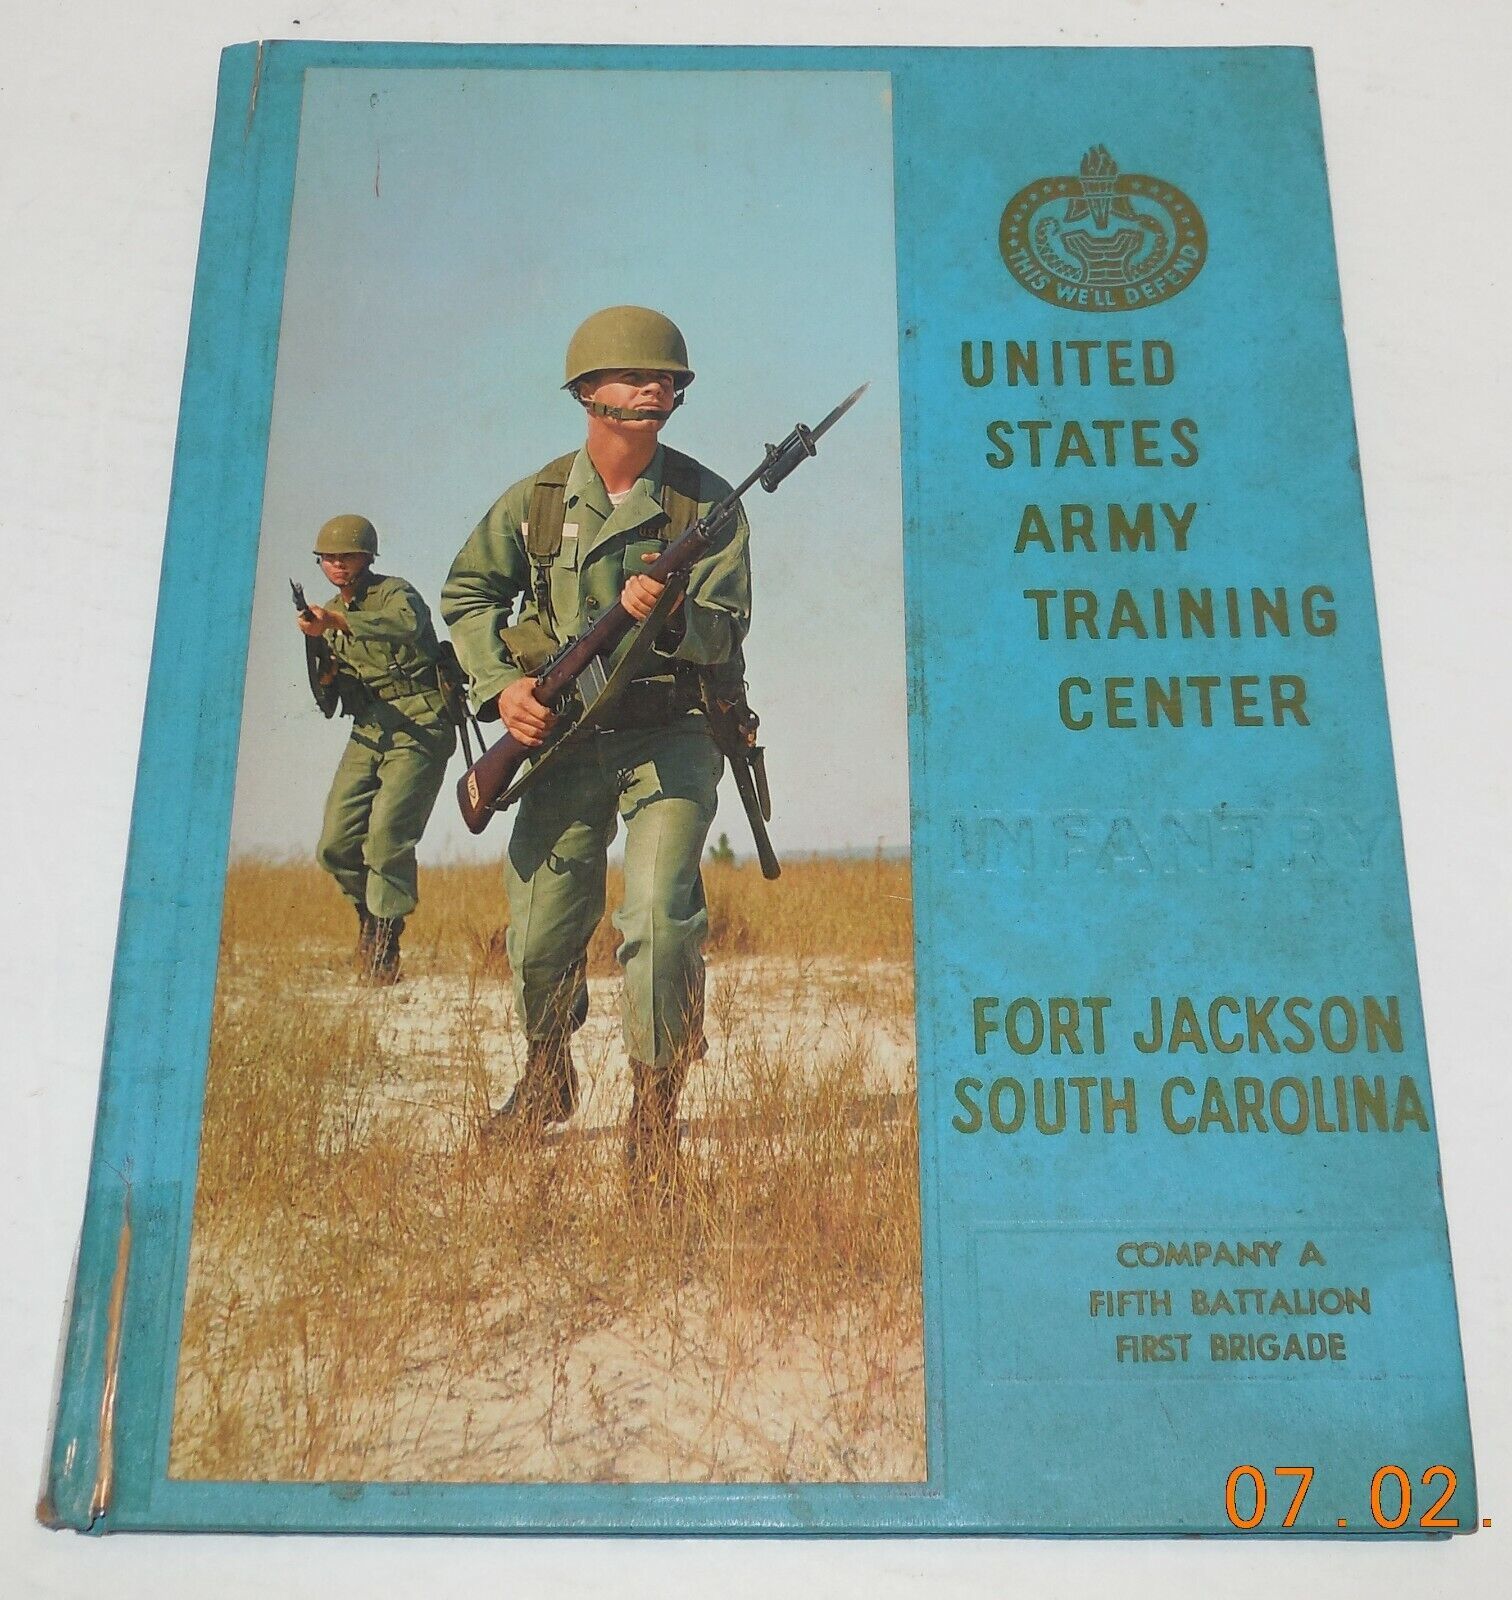 THIS WE'LL DEFEND
UNITED
STATES
ARMY
TRAINING
CENTER
INFANTRY
FORT JACKSON
SOUTH CAROLINA
COMPANY A
FIFTH BATTALION
FIRST BRIGADE
07.02.